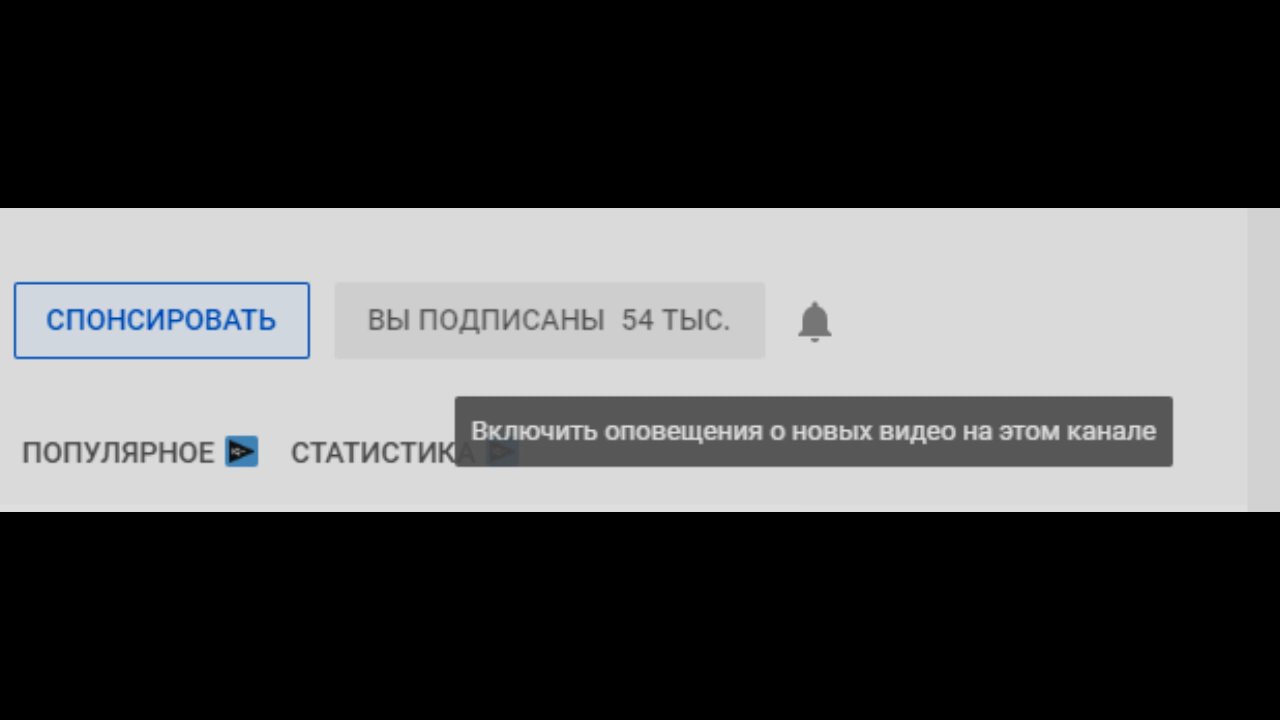 СПОНСИРОВАТЬ ВЫ ПОДПИСАНЫ 54 ТЫС.
Включить оповещения о новых видео на этом канале
ПОПУЛЯРНОЕ СТАТИСТИКА